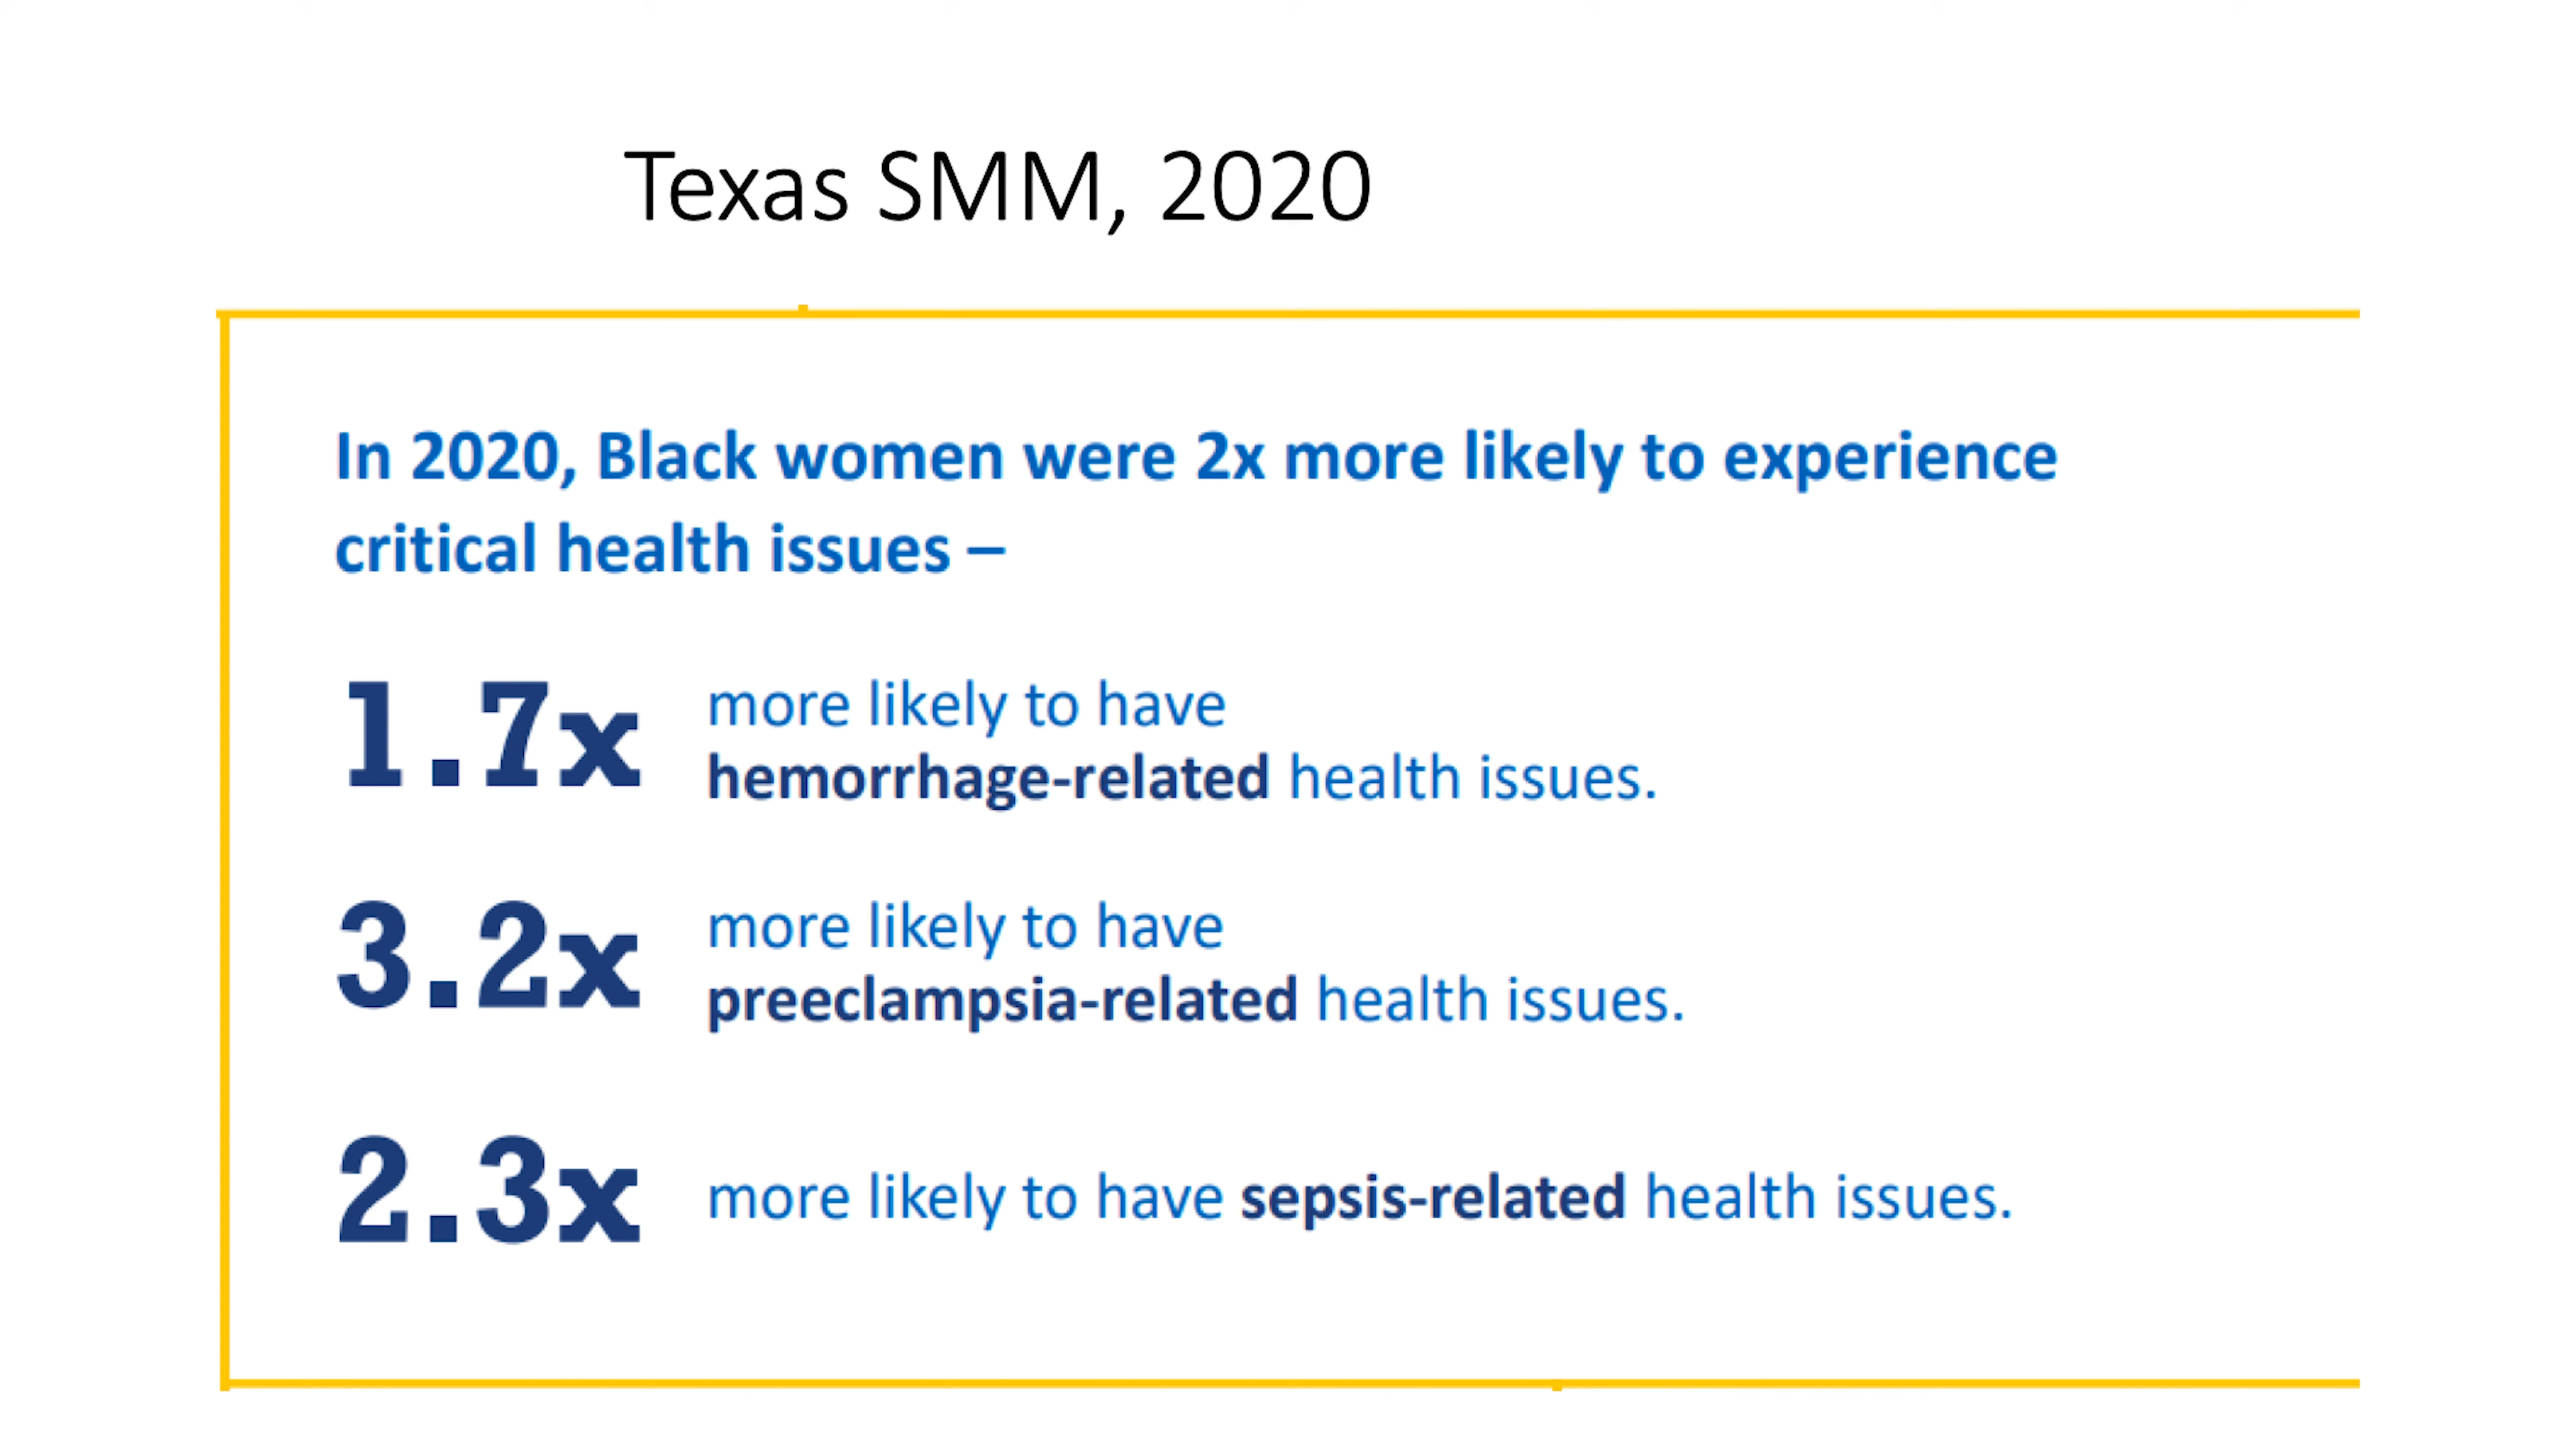 Texas SMM, 2020
In 2020, Black women were 2x more likely to experience
critical health issues –
1.7x
more likely to have
hemorrhage-related health issues.
3.2x
more likely to have
preeclampsia-related health issues.
2.3x
more likely to have sepsis-related health issues.